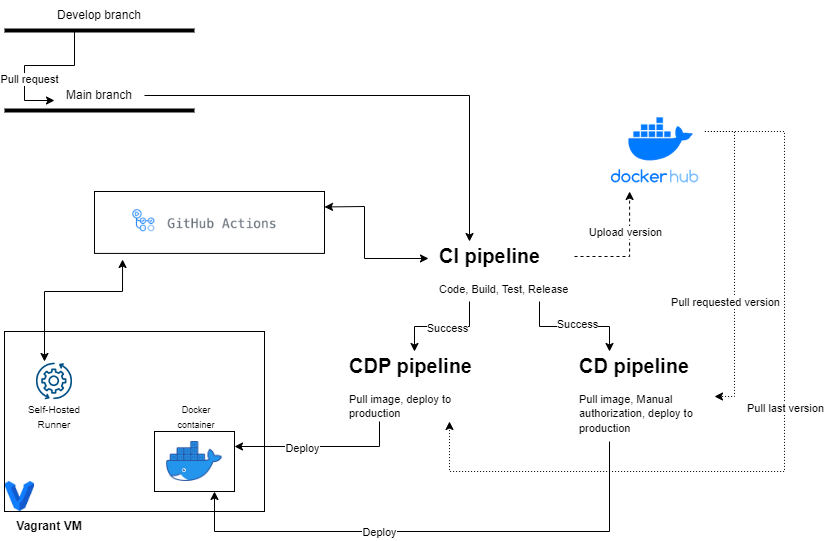 Develop branch
Pull request
Main branch
dockerhub
GitHub Actions
Upload version
CI pipeline
Code, Build, Test, Release
Pull requested version
Success
Success
CDP pipeline
Pull image, deploy to
production
CD pipeline
Pull image, Manual
authorization, deploy to
production
Pull last version
Self-Hosted
Runner
Docker
container
Deploy
Vagrant VM
Deploy